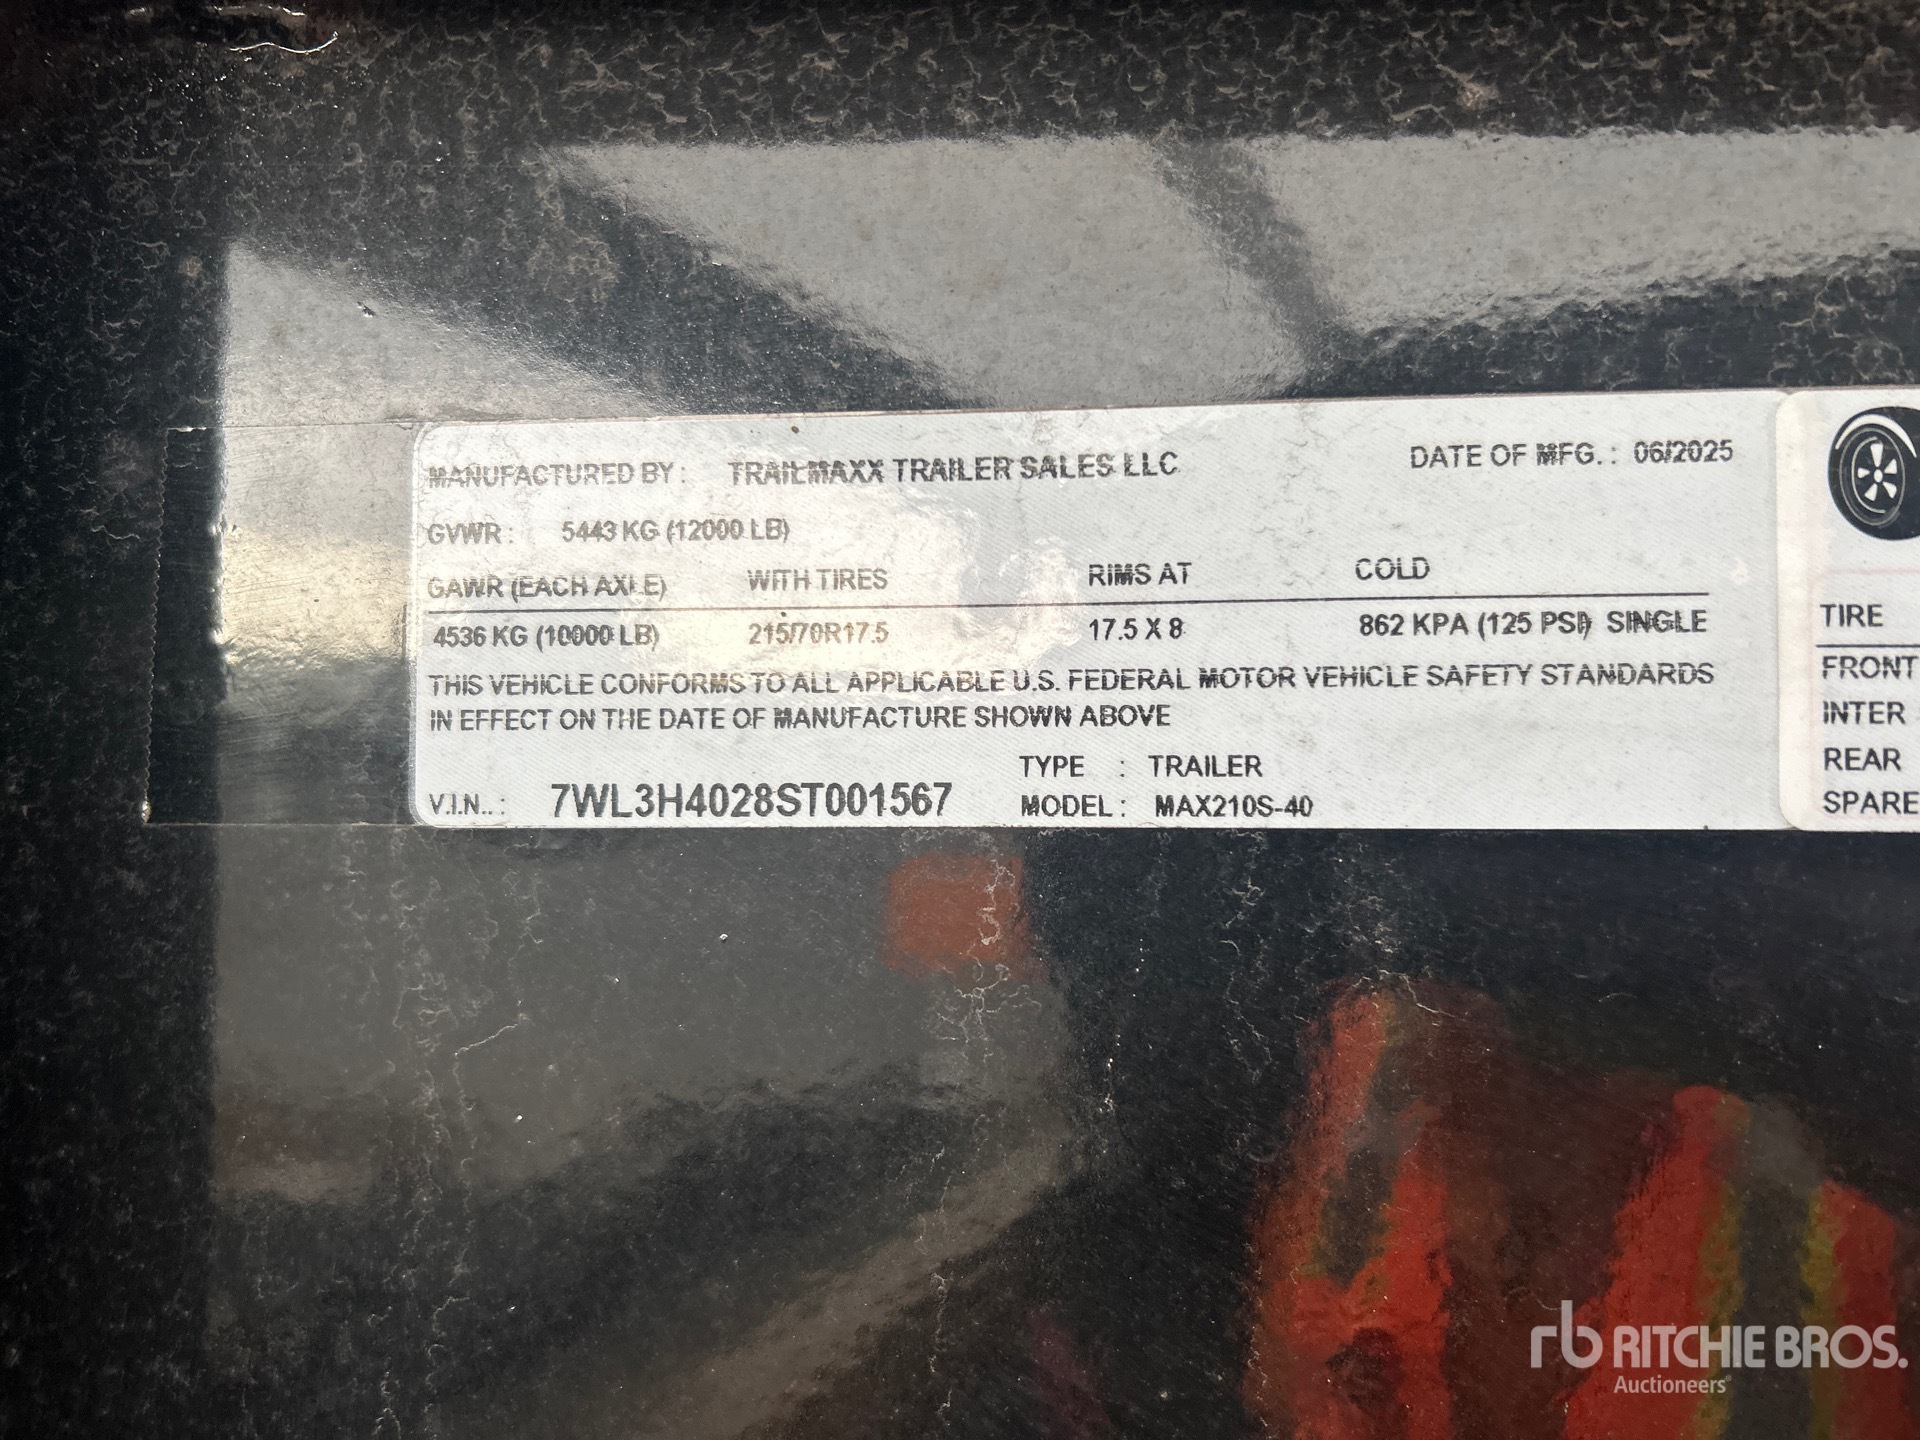 MANUFACTURED BY : TRAILMAXX TRAILER SALES LLC DATE OF MFG. : 06/2025
GVWR : 5443 KG (12000 LB)
GAWR (EACH AXLE) WITH TIRES RIMS AT COLD
4536 KG (10000 LB) 215/70R17.5 17.5 X 8 862 KPA (125 PSI) SINGLE
THIS VEHICLE CONFORMS TO ALL APPLICABLE U.S. FEDERAL MOTOR VEHICLE SAFETY STANDARDS
IN EFFECT ON THE DATE OF MANUFACTURE SHOWN ABOVE
TYPE : TRAILER
V.I.N.. : 7WL3H4028ST001567 MODEL : MAX210S-40
TIRE
FRONT
INTER
REAR
SPARE
rb RITCHIE BROS.
Auctioneers